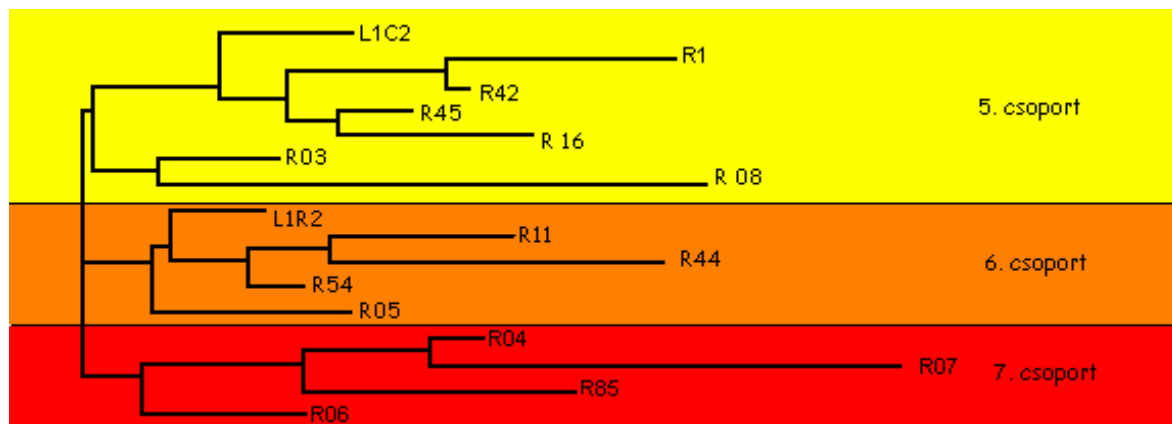 L1C2
R1
R42
R45
R 16
R03
R 08
5. csoport
L1R2
R11
R44
R54
R05
6. csoport
R04
R07
R85
R06
7. csoport